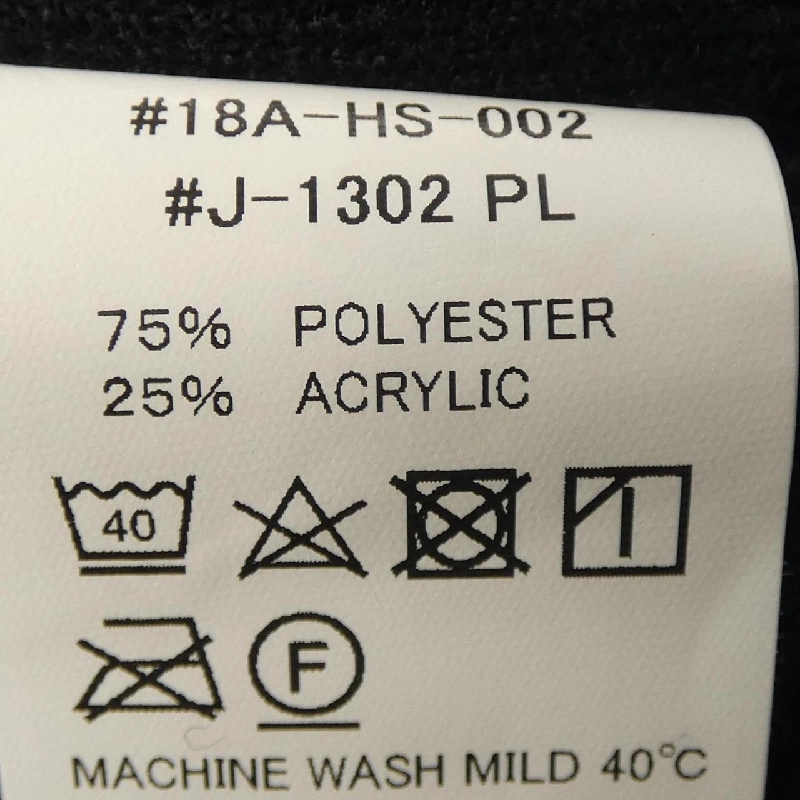 #18A-HS-002
#J-1302 PL
75% POLYESTER
25% ACRYLIC
40
F
MACHINE WASH MILD 40℃